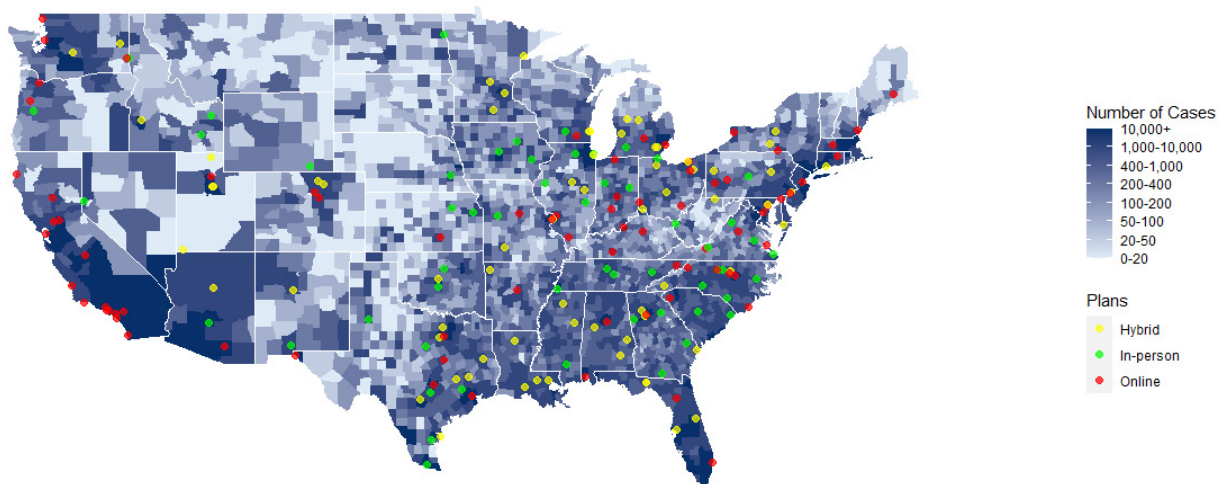 Number of Cases
10,000+
1,000-10,000
400-1,000
200-400
100-200
50-100
20-50
0-20
Plans
Hybrid
In-person
Online